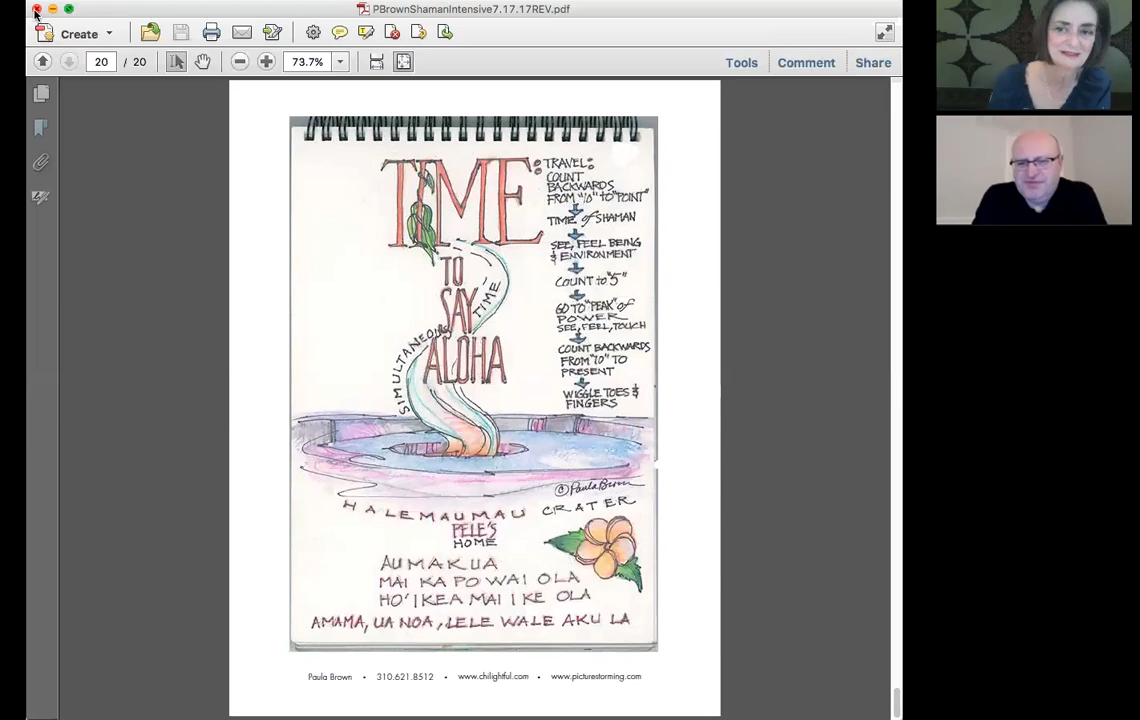 PBrownShamanIntensive7.17.17REV.pdf
Create
20 / 20
73.7%
Tools
Comment
Share
TIME:
TO
SAY
ALOHA
SIMULTANEOUS
TIME
TRAVEL:
COUNT
BACKWARDS
FROM "10" TO "POINT"
TIME of SHAMAN
SEE, FEEL BEING
& ENVIRONMENT
COUNT to "5"
GO TO "PEAK" of
POWER
SEE, FEEL, TOUCH
COUNT BACKWARDS
FROM "10" TO
PRESENT
WIGGLE TOES &
FINGERS
© Paula Brown
HALEMAUMAU CRATER
PELE'S
HOME
AUMAKUA
MAI KA PO WAI OLA
HO'IKEA MAI I KE OLA
AMAMA, UA NOA, LELE WALE AKU LA
Paula Brown • 310.621.8512 • www.chilightful.com • www.picturestorming.com